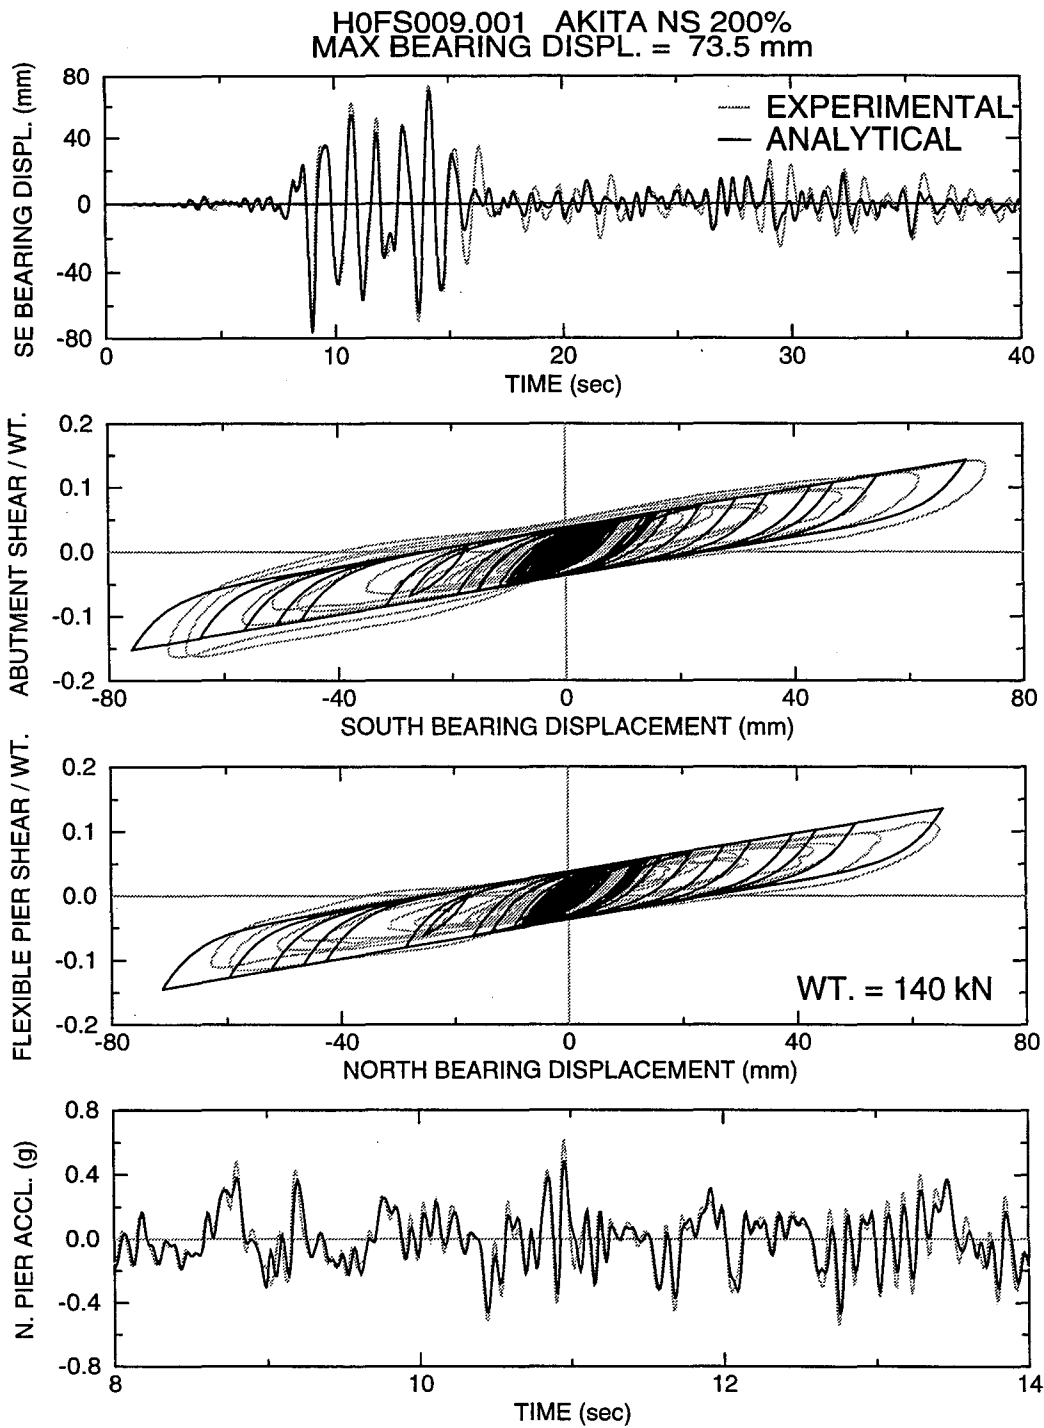 H0FS009.001 AKITA NS 200%
MAX BEARING DISPL. = 73.5 mm
SE BEARING DISPL. (mm)
80
40
0
-40
-80
EXPERIMENTAL
ANALYTICAL
0 10 20 30 40
TIME (sec)
ABUTMENT SHEAR / WT.
0.2
0.1
0.0
-0.1
-0.2
-80 -40 0 40 80
SOUTH BEARING DISPLACEMENT (mm)
FLEXIBLE PIER SHEAR / WT.
0.2
0.1
0.0
-0.1
-0.2
WT. = 140 kN
-80 -40 0 40 80
NORTH BEARING DISPLACEMENT (mm)
N. PIER ACCL. (g)
0.8
0.4
0.0
-0.4
-0.8
8 10 12 14
TIME (sec)